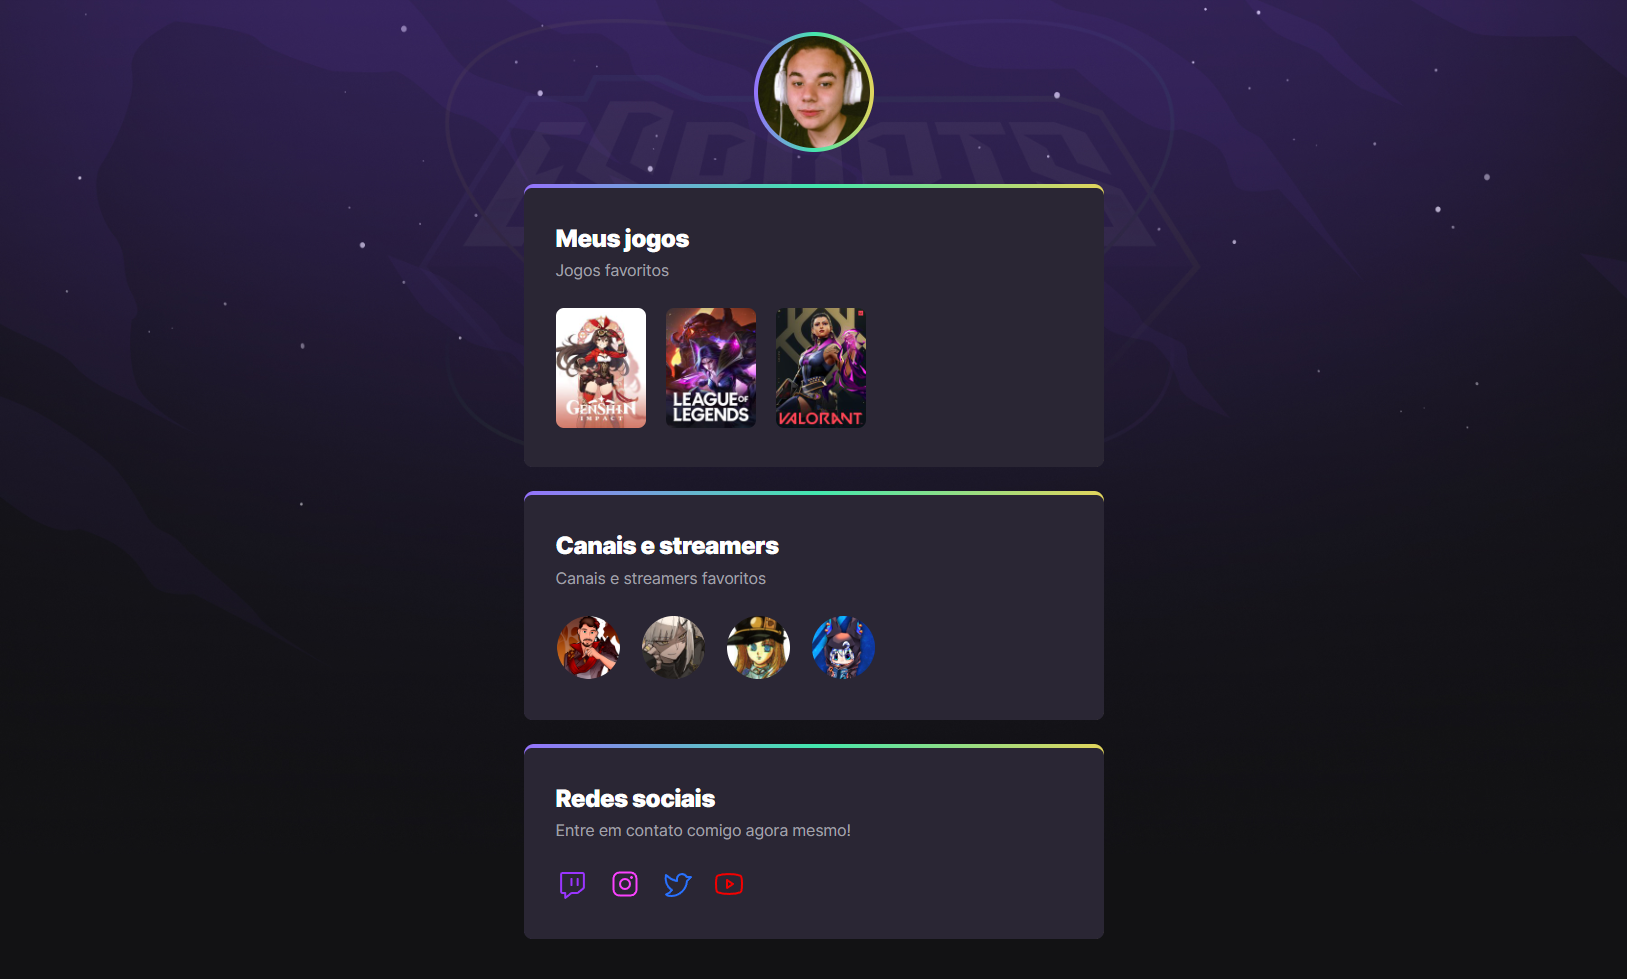 ESPORTS
Meus jogos
Jogos favoritos
GENSHIN
IMPACT
LEAGUE OF
LEGENDS
VALORANT
Canais e streamers
Canais e streamers favoritos
Redes sociais
Entre em contato comigo agora mesmo!